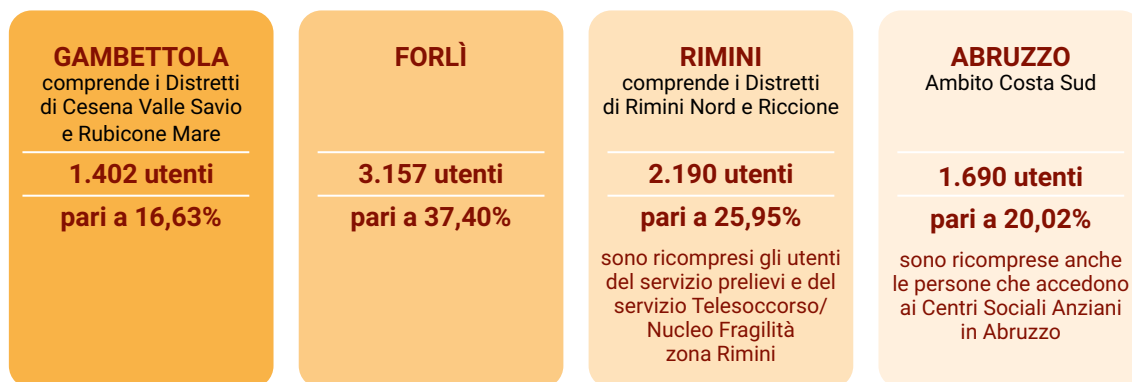 GAMBETTOLA
comprende i Distretti
di Cesena Valle Savio
e Rubicone Mare
1.402 utenti
pari a 16,63%
FORLÌ
3.157 utenti
pari a 37,40%
RIMINI
comprende i Distretti
di Rimini Nord e Riccione
2.190 utenti
pari a 25,95%
sono ricompresi gli utenti
del servizio prelievi e del
servizio Telesoccorso/
Nucleo Fragilità
zona Rimini
ABRUZZO
Ambito Costa Sud
1.690 utenti
pari a 20,02%
sono ricomprese anche
le persone che accedono
ai Centri Sociali Anziani
in Abruzzo